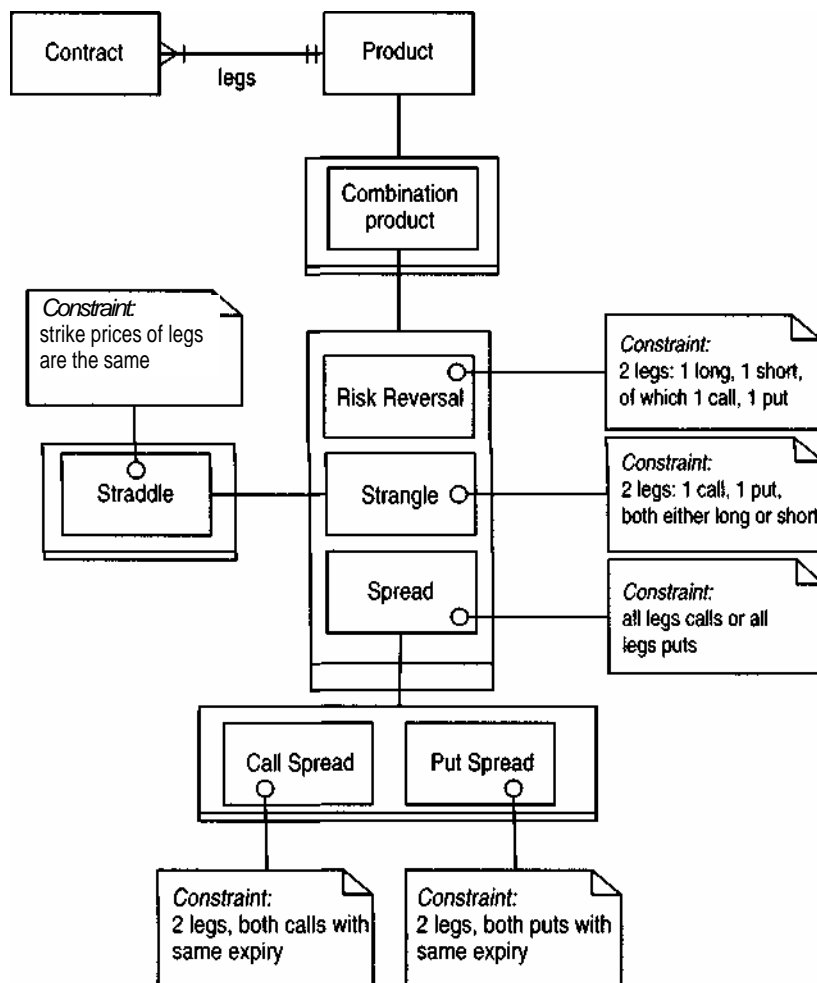 Contract
legs
Product
Combination
product
Constraint:
strike prices of legs
are the same
Risk Reversal
Constraint:
2 legs: 1 long, 1 short,
of which 1 call, 1 put
Straddle
Strangle
Constraint:
2 legs: 1 call, 1 put,
both either long or short
Spread
Constraint:
all legs calls or all
legs puts
Call Spread
Put Spread
Constraint:
2 legs, both calls with
same expiry
Constraint:
2 legs, both puts with
same expiry